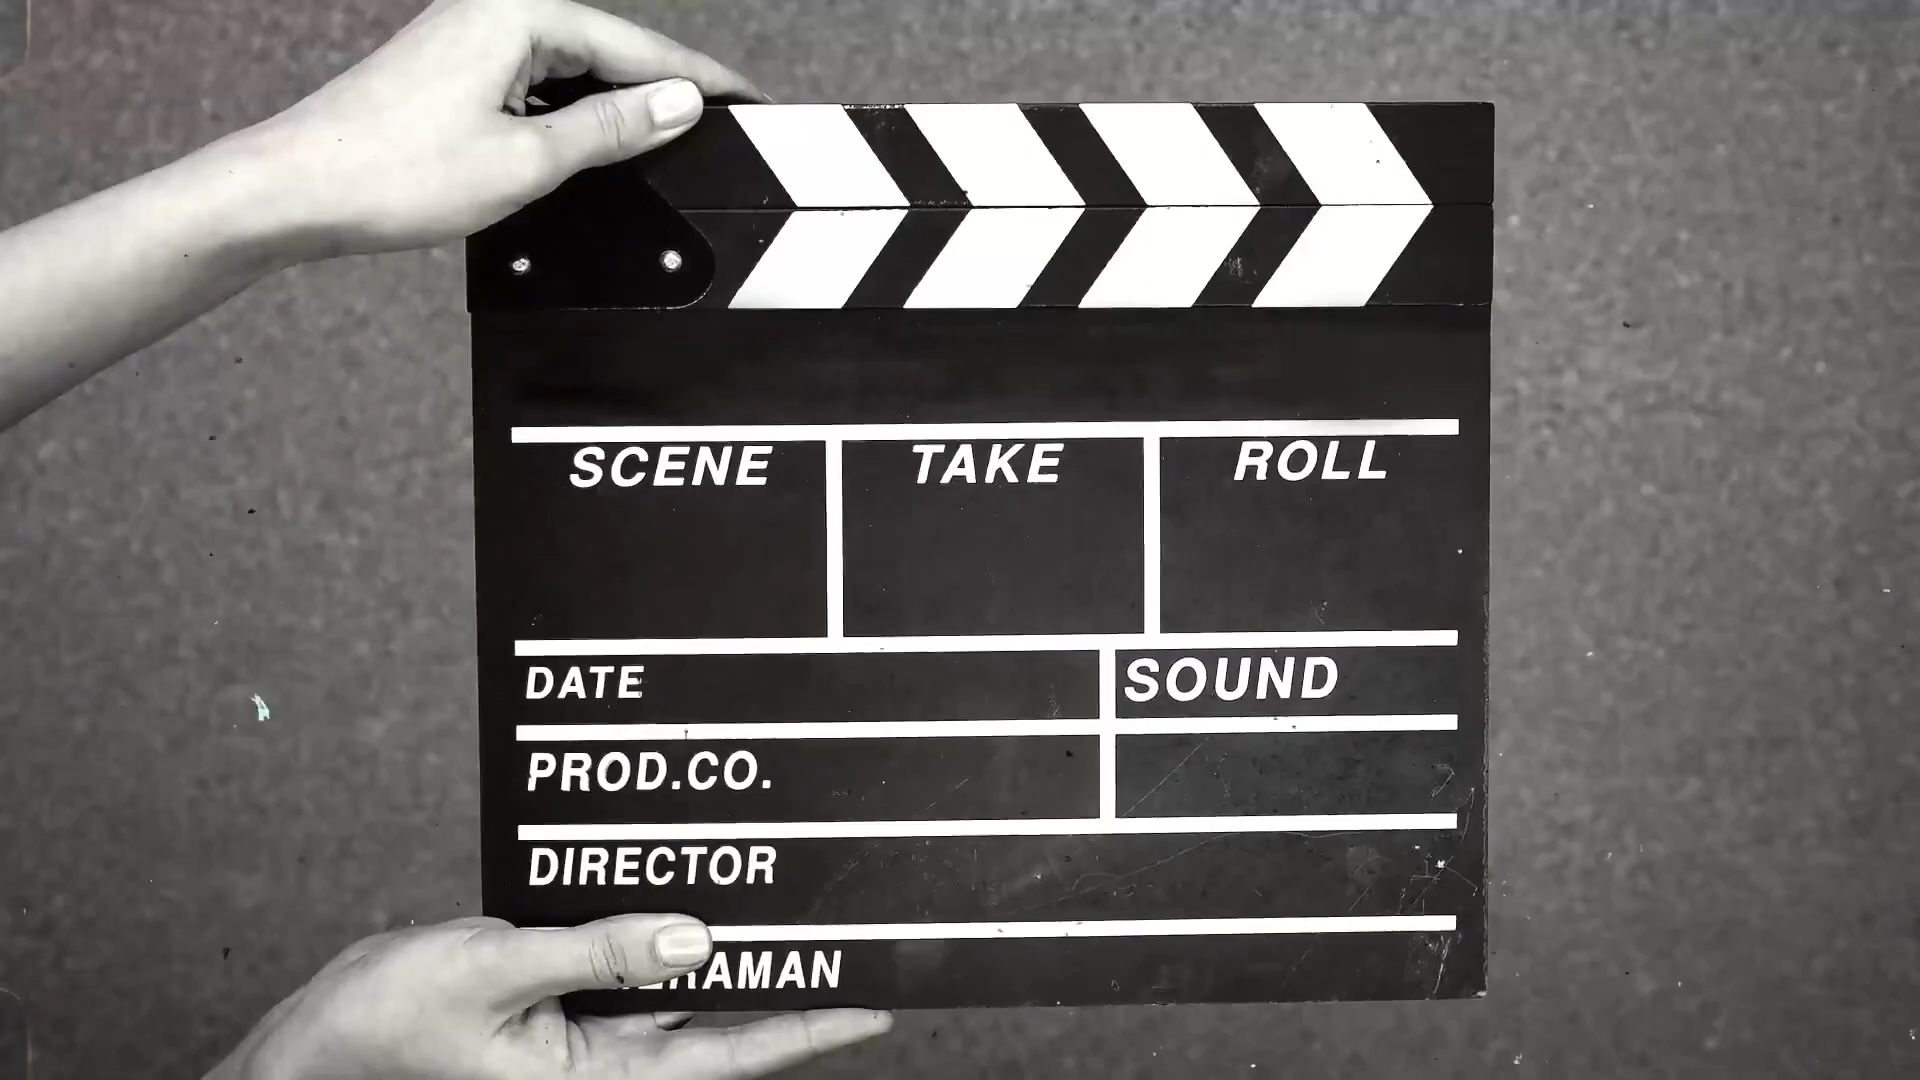 SCENE TAKE ROLL
DATE SOUND
PROD.CO.
DIRECTOR